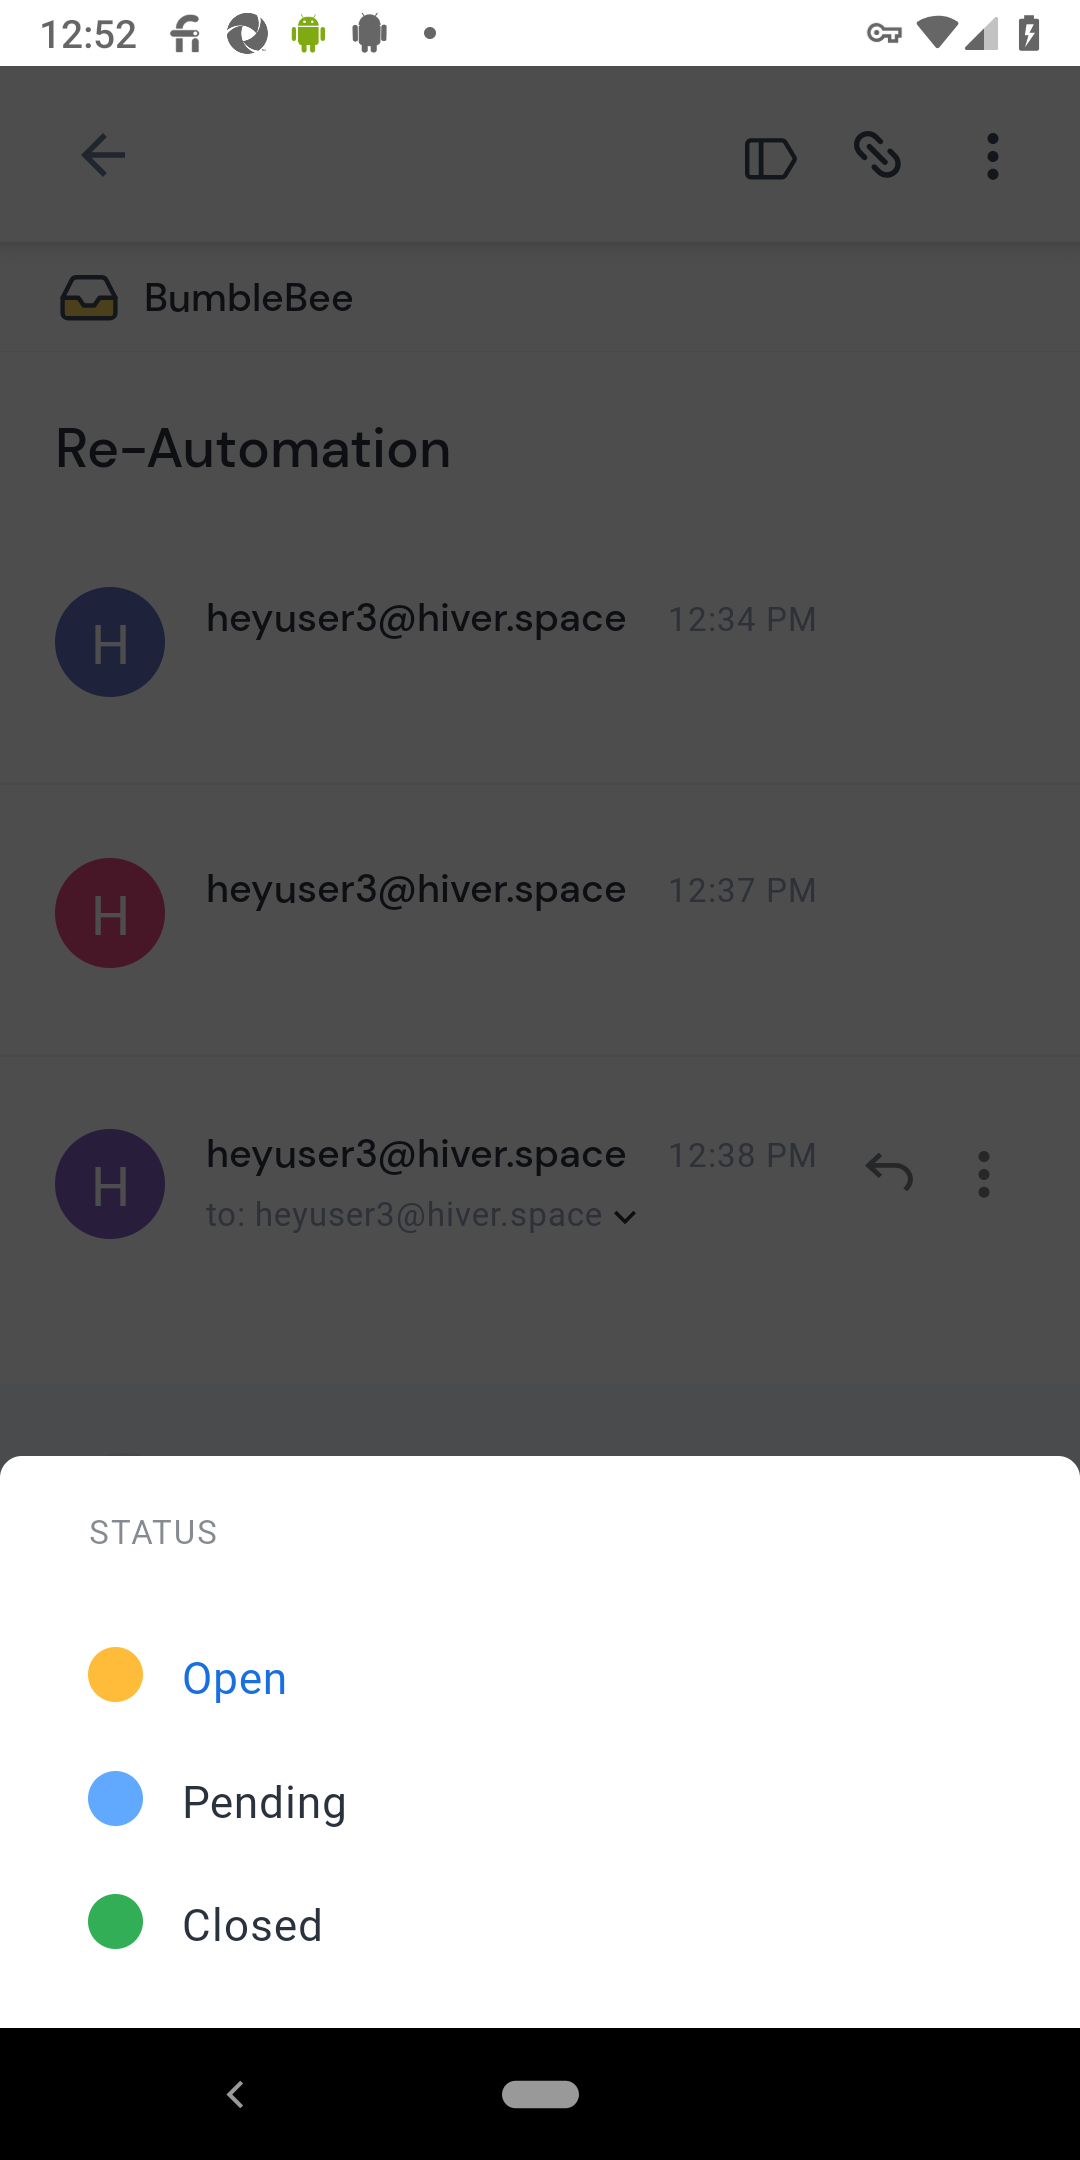 12:52
BumbleBee
Re-Automation
H heyuser3@hiver.space 12:34 PM
H heyuser3@hiver.space 12:37 PM
H heyuser3@hiver.space 12:38 PM
to: heyuser3@hiver.space
STATUS
Open
Pending
Closed